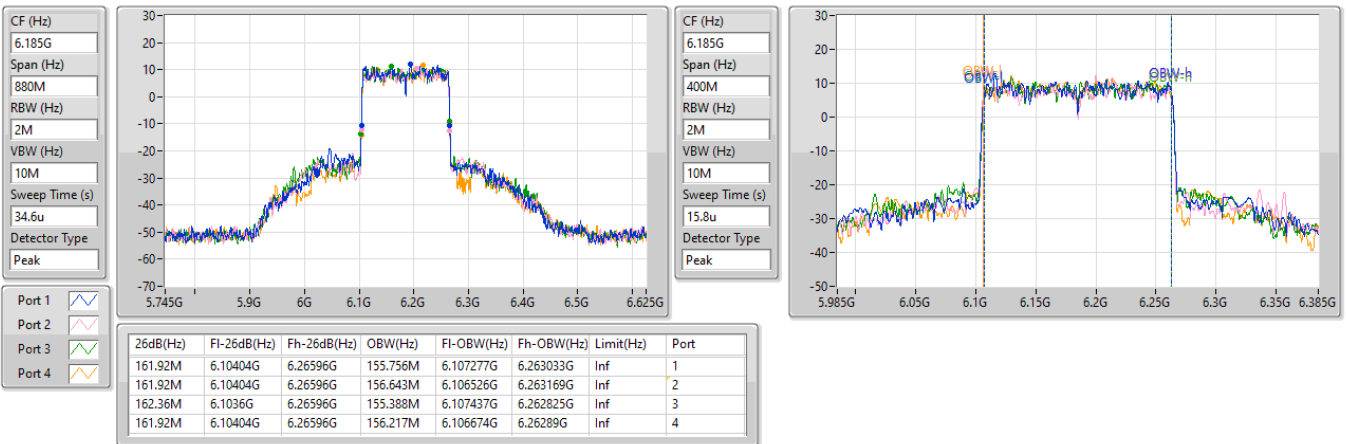 CF (Hz)
6.185G
Span (Hz)
880M
RBW (Hz)
2M
VBW (Hz)
10M
Sweep Time (s)
34.6u
Detector Type
Peak
30
20
10
0
-10
-20
-30
-40
-50
-60
-70
5.745G 5.9G 6G 6.1G 6.2G 6.3G 6.4G 6.5G 6.625G
CF (Hz)
6.185G
Span (Hz)
400M
RBW (Hz)
2M
VBW (Hz)
10M
Sweep Time (s)
15.8u
Detector Type
Peak
30
20
10
0
-10
-20
-30
-40
-50
OBW-h
5.985G 6.05G 6.1G 6.15G 6.2G 6.25G 6.3G 6.35G 6.385G
Port 1
Port 2
Port 3
Port 4
26dB(Hz) Fl-26dB(Hz) Fh-26dB(Hz) OBW(Hz) Fl-OBW(Hz) Fh-OBW(Hz) Limit(Hz) Port
161.92M 6.10404G 6.26596G 155.756M 6.107277G 6.263033G Inf 1
161.92M 6.10404G 6.26596G 156.643M 6.106526G 6.263169G Inf 2
162.36M 6.1036G 6.26596G 155.388M 6.107437G 6.262825G Inf 3
161.92M 6.10404G 6.26596G 156.217M 6.106674G 6.26289G Inf 4